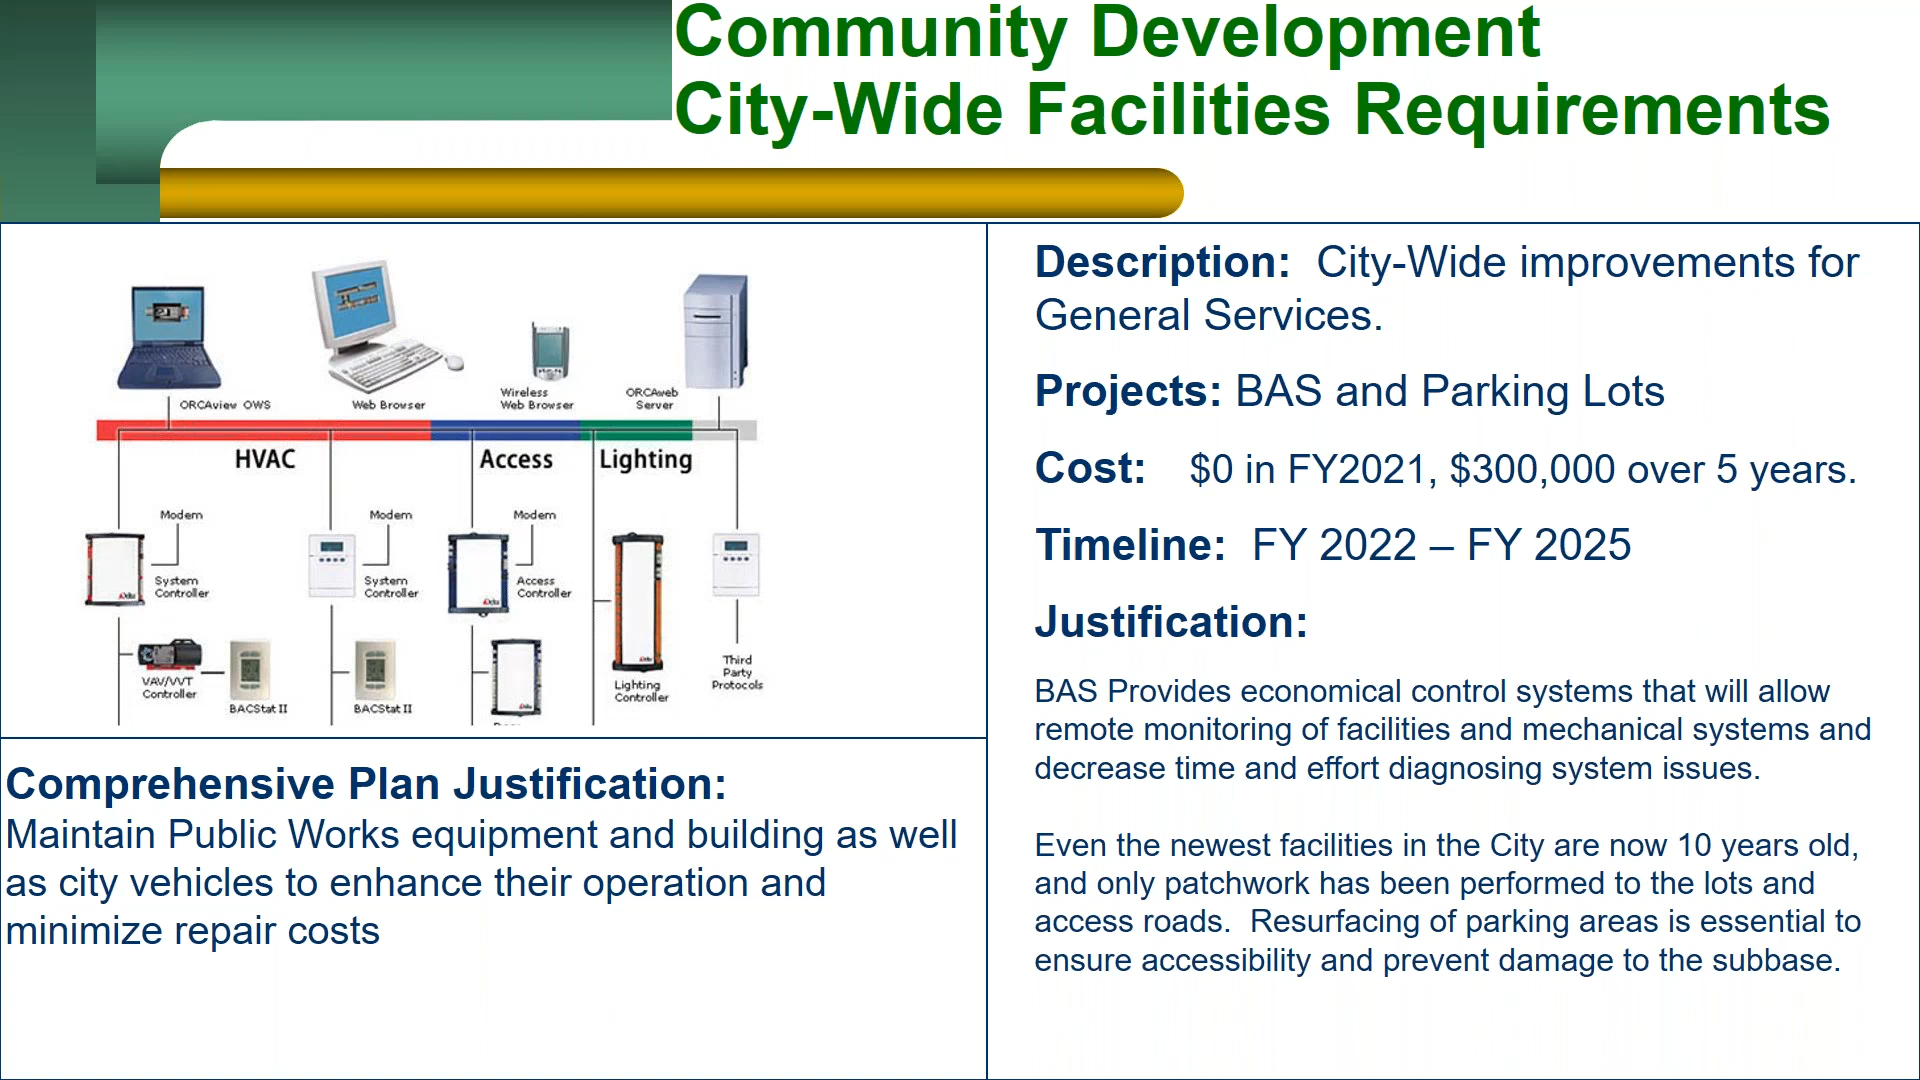 Community Development
City-Wide Facilities Requirements
ORCAview OWS
Web Browser
Wireless
Web Browser
ORCAweb
Server
HVAC
Access
Lighting
Modem
Modem
Modem
System
Controller
System
Controller
Access
Controller
VAV/VVT
Controller
BACStat II
BACStat II
Lighting
Controller
Third
Party
Protocols
Comprehensive Plan Justification:
Maintain Public Works equipment and building as well
as city vehicles to enhance their operation and
minimize repair costs
Description: City-Wide improvements for
General Services.
Projects: BAS and Parking Lots
Cost: $0 in FY2021, $300,000 over 5 years.
Timeline: FY 2022 – FY 2025
Justification:
BAS Provides economical control systems that will allow
remote monitoring of facilities and mechanical systems and
decrease time and effort diagnosing system issues.
Even the newest facilities in the City are now 10 years old,
and only patchwork has been performed to the lots and
access roads. Resurfacing of parking areas is essential to
ensure accessibility and prevent damage to the subbase.